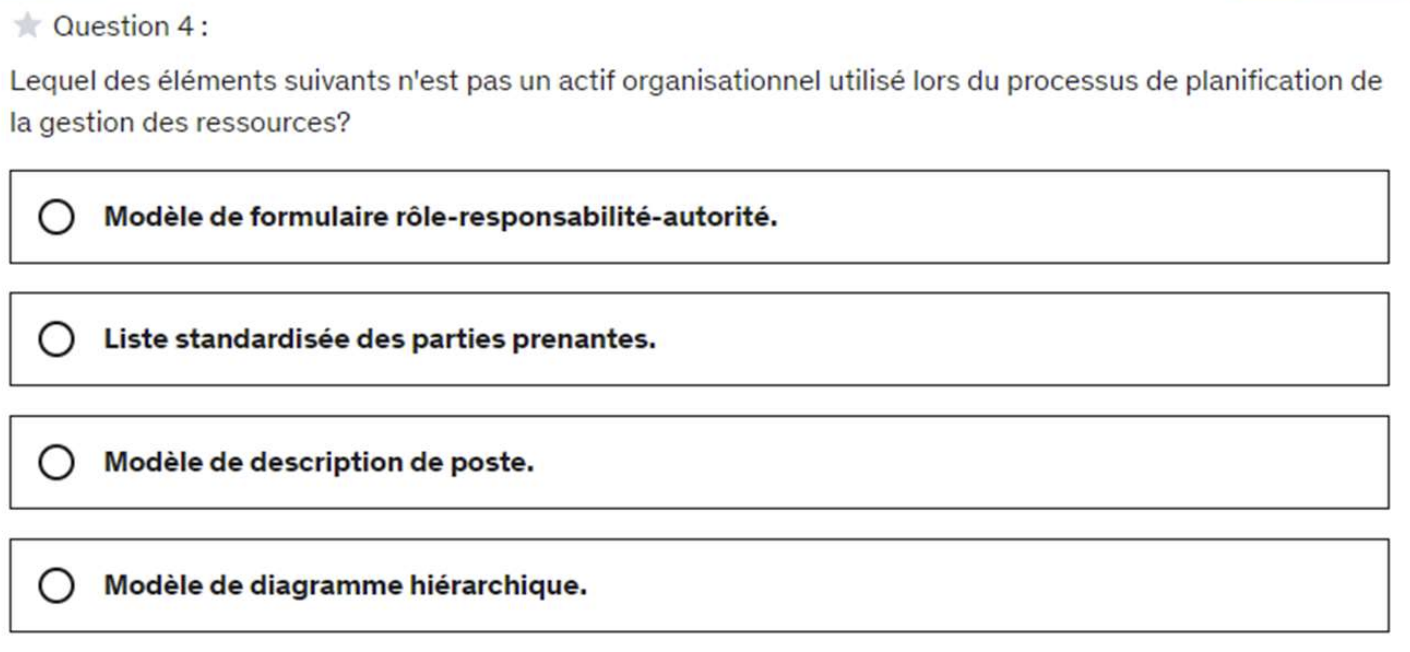 Question 4 :
Lequel des éléments suivants n'est pas un actif organisationnel utilisé lors du processus de planification de
la gestion des ressources?
Modèle de formulaire rôle-responsabilité-autorité.
Liste standardisée des parties prenantes.
Modèle de description de poste.
Modèle de diagramme hiérarchique.